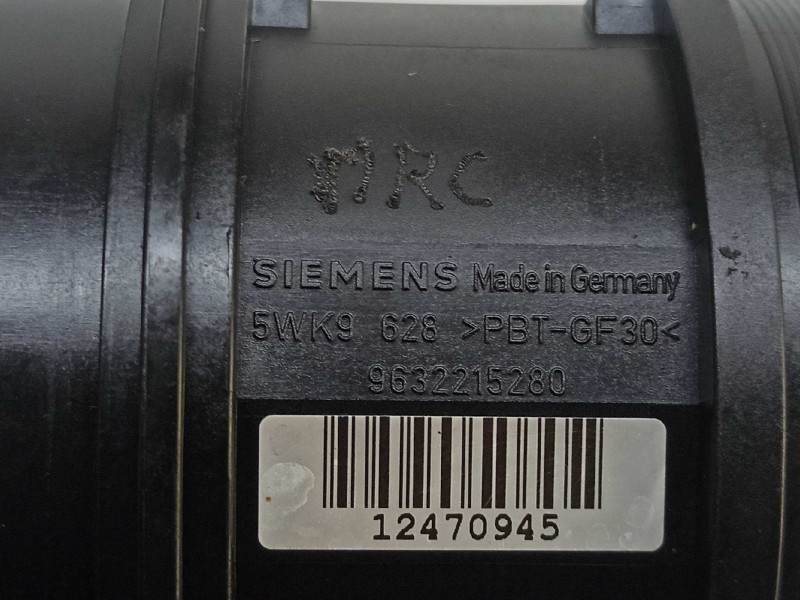 MRC
SIEMENS Made in Germany
5WK9 628 >PBT-GF30<
9632215280
12470945